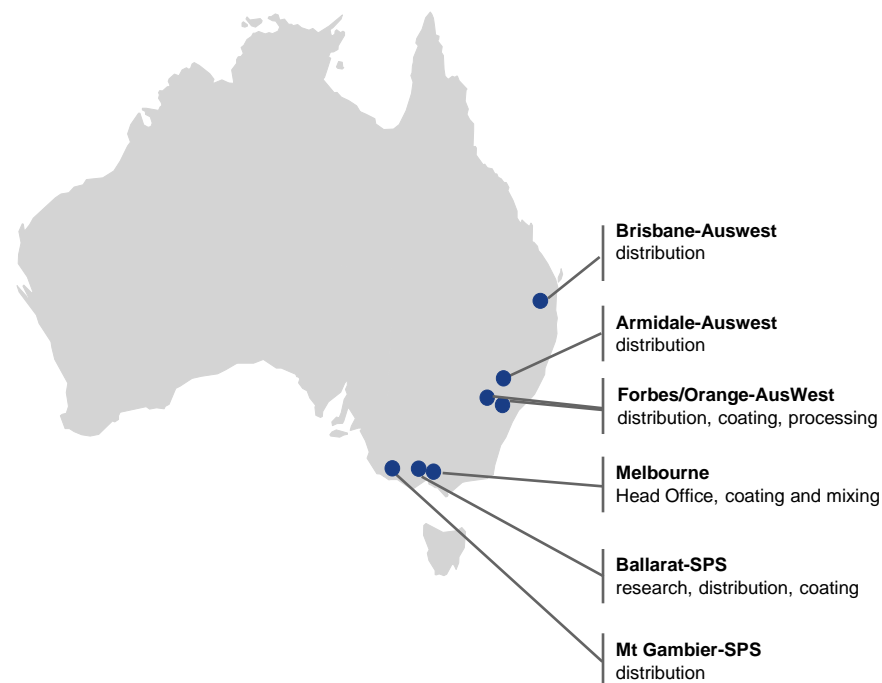 Brisbane-Auswest
distribution
Armidale-Auswest
distribution
Forbes/Orange-AusWest
distribution, coating, processing
Melbourne
Head Office, coating and mixing
Ballarat-SPS
research, distribution, coating
Mt Gambier-SPS
distribution